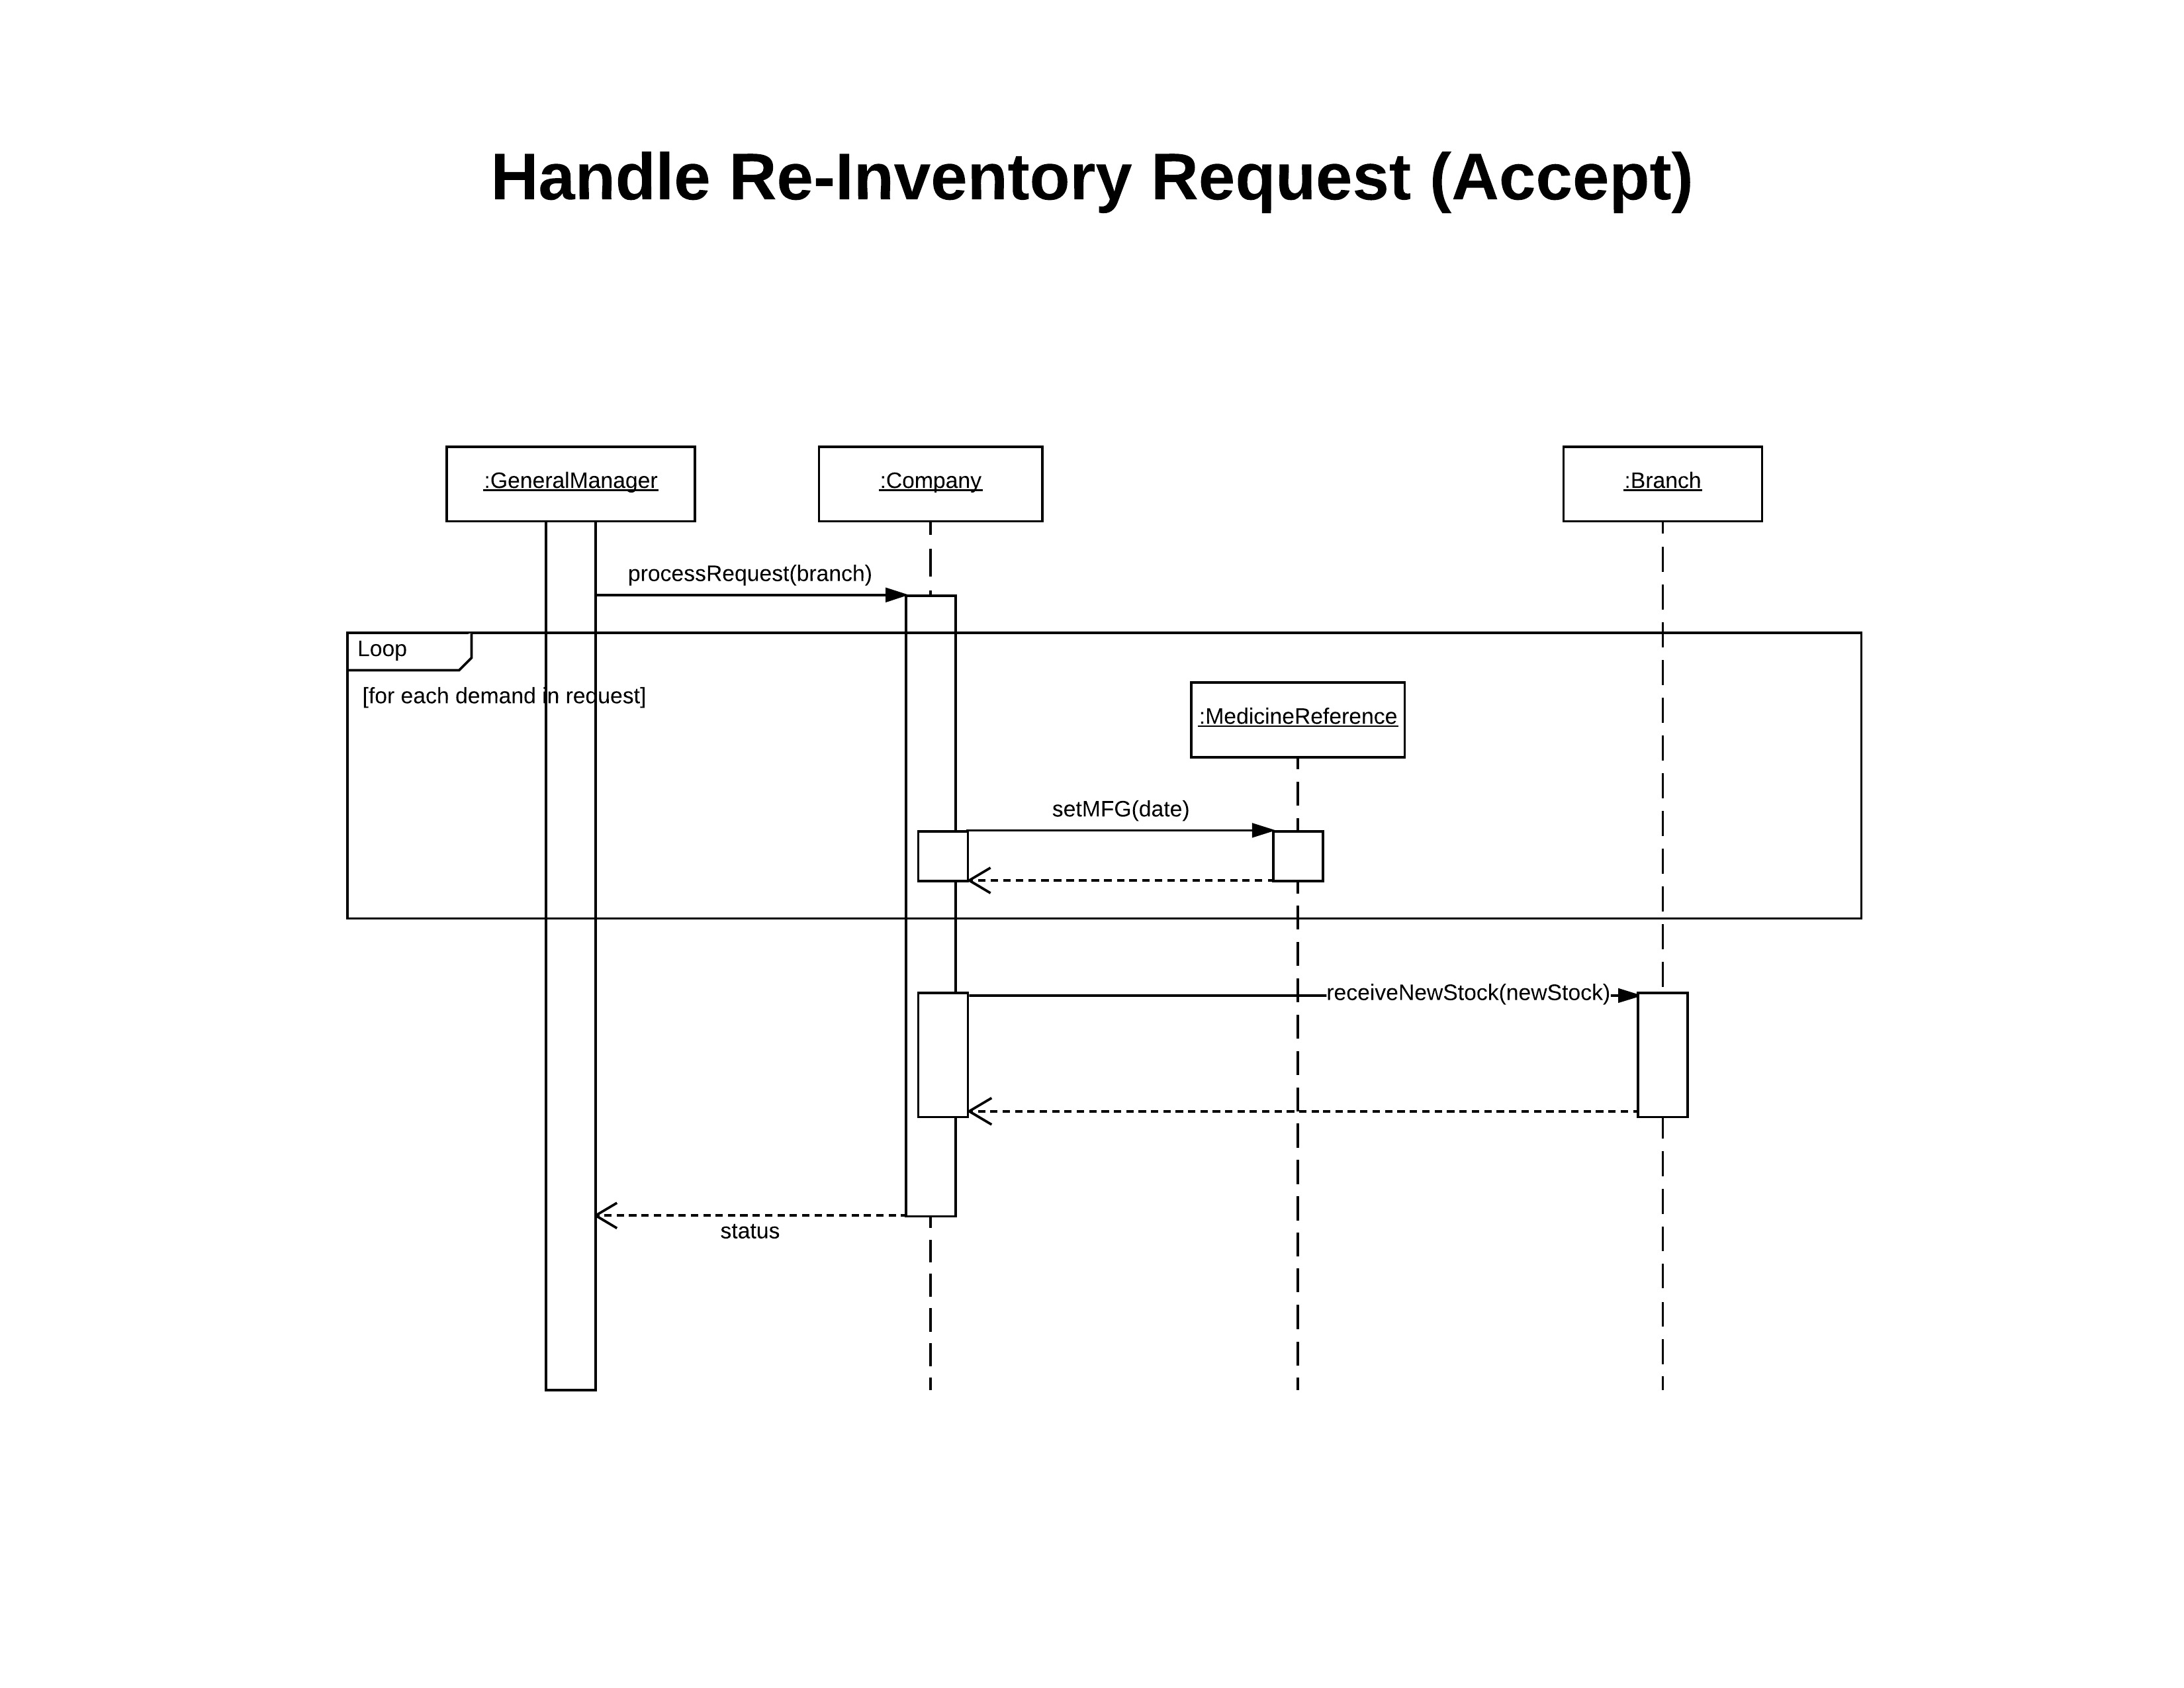 Handle Re-Inventory Request (Accept)
:GeneralManager
:Company
:Branch
processRequest(branch)
Loop
[for each demand in request]
:MedicineReference
setMFG(date)
receiveNewStock(newStock)
status